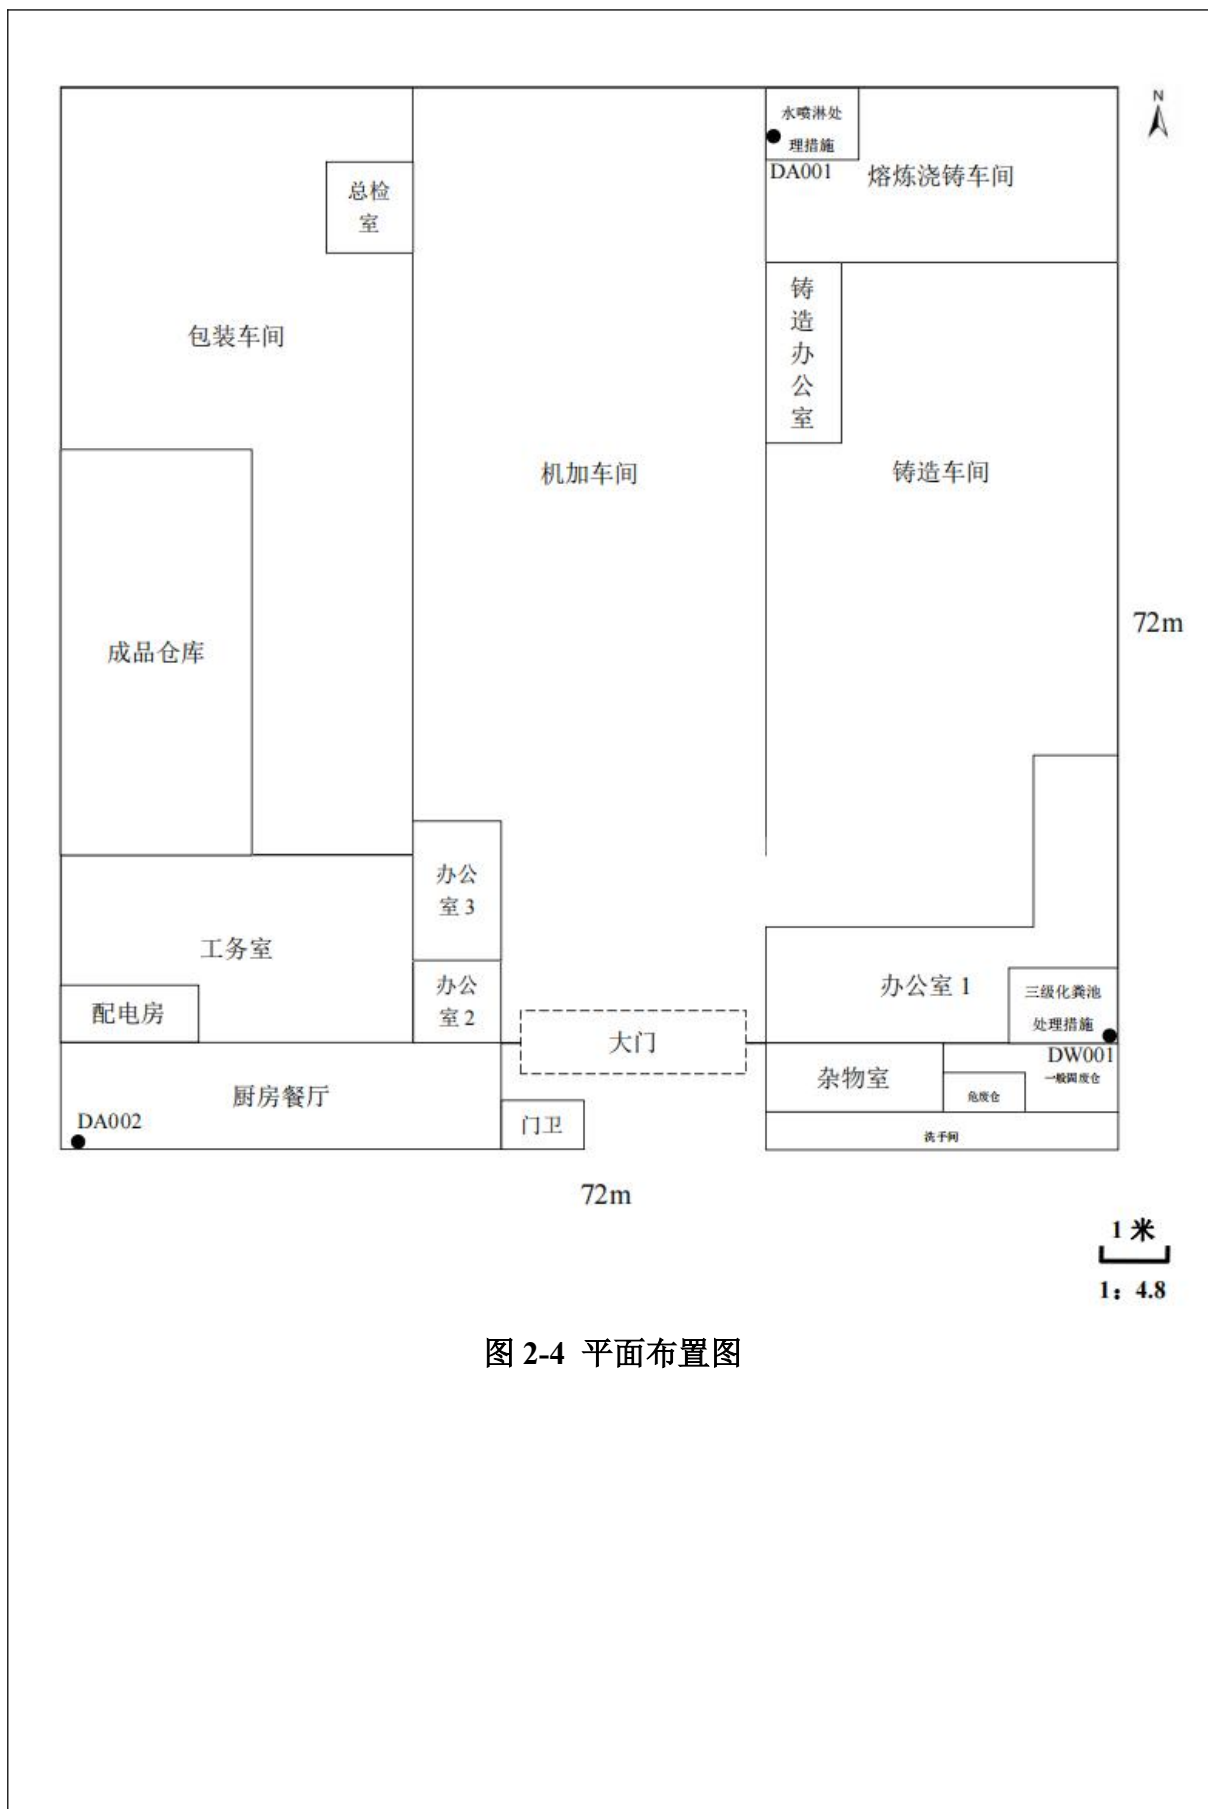 N
水喷淋处
理措施
DA001
熔炼浇铸车间
总检
室
铸
造
办
公
室
包装车间
机加车间
铸造车间
72m
成品仓库
办公
室 3
工务室
办公
室 2
配电房
办公室 1
三级化粪池
处理措施
大门
DW001
杂物室
一般固废仓
危废仓
厨房餐厅
DA002
门卫
洗手间
72m
1 米
1：4.8
图 2-4 平面布置图